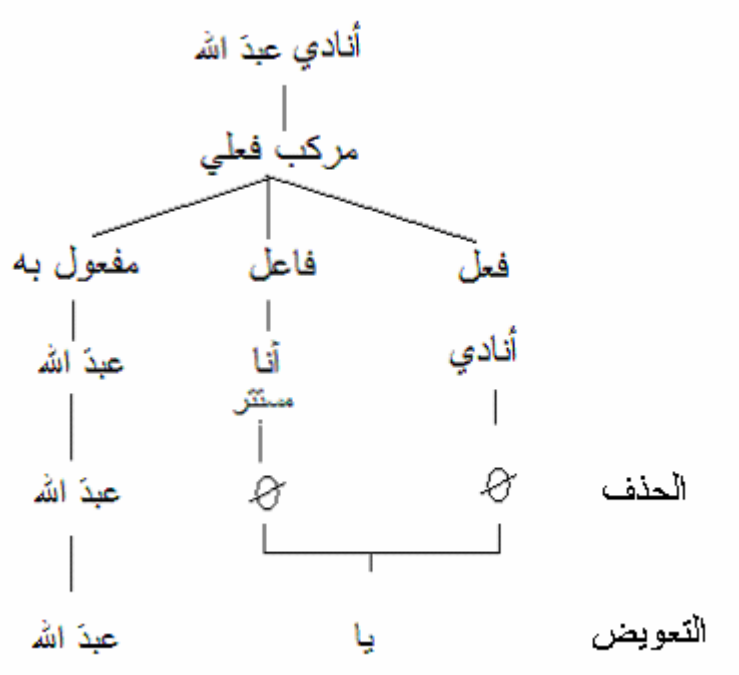 أنادي عبدَ الله
مركب فعلي
فعل فاعل مفعول به
أنادي أنا عبدَ الله
مستتر
الحذف ∅ ∅ عبدَ الله
التعويض يا عبدَ الله